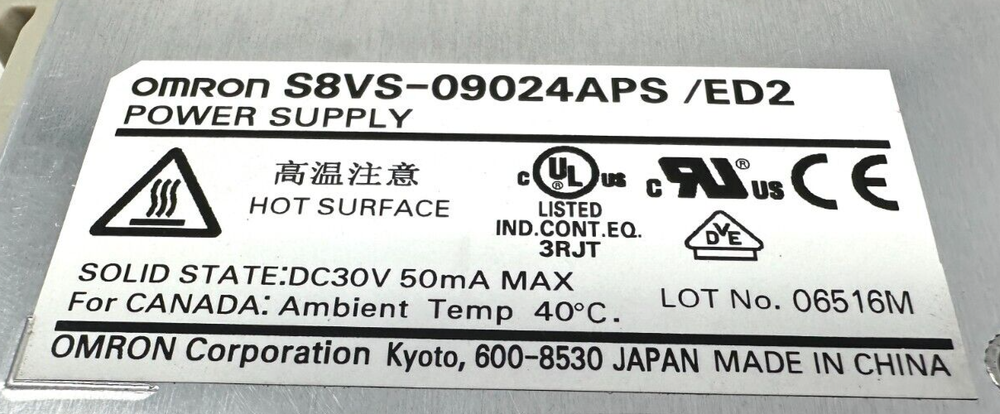 OMRON S8VS-09024APS /ED2
POWER SUPPLY
高温注意
HOT SURFACE
c UL® us
LISTED
IND.CONT.EQ.
3RJT
c RU® US
CE
VDE
SOLID STATE:DC30V 50mA MAX
For CANADA: Ambient Temp 40°C.
LOT No. 06516M
OMRON Corporation Kyoto, 600-8530 JAPAN MADE IN CHINA